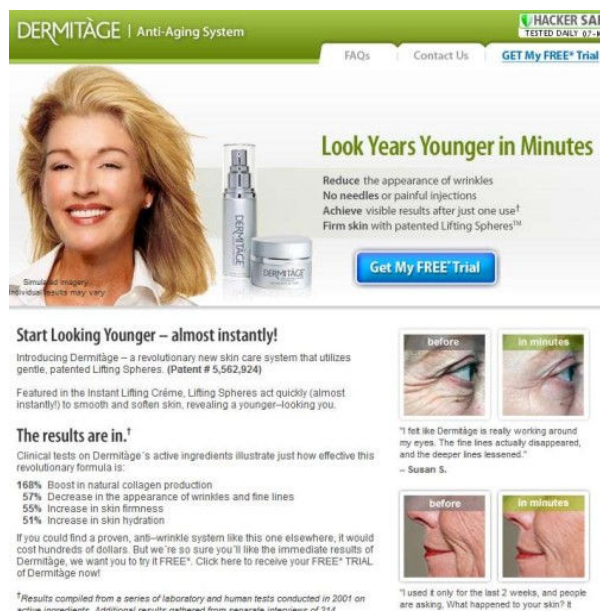 DERMITÀGE | Anti-Aging System
HACKER SA
TESTED DAILY 07-
FAQs
Contact Us
GET My FREE* Trial
Look Years Younger in Minutes
Reduce the appearance of wrinkles
No needles or painful injections
Achieve visible results after just one use†
Firm skin with patented Lifting Spheres™
Get My FREE* Trial
DERMITÀGE
DERMITÀGE
Simulated imagery.
Individual results may vary
Start Looking Younger – almost instantly!
Introducing Dermitàge – a revolutionary new skin care system that utilizes
gentle, patented Lifting Spheres. (Patent # 5,562,924)
Featured in the Instant Lifting Créme, Lifting Spheres act quickly (almost
instantly!) to smooth and soften skin, revealing a younger-looking you.
The results are in.†
Clinical tests on Dermitàge's active ingredients illustrate just how effective this
revolutionary formula is:
168% Boost in natural collagen production
57% Decrease in the appearance of wrinkles and fine lines
55% Increase in skin firmness
51% Increase in skin hydration
If you could find a proven, anti-wrinkle system like this one elsewhere, it would
cost hundreds of dollars. But we're so sure you'll like the immediate results of
Dermitàge, we want you to try it FREE*. Click here to receive your FREE* TRIAL
of Dermitàge now!
†Results compiled from a series of laboratory and human tests conducted in 2001 on
active ingredients. Additional results gathered from separate interviews of 214
before
in minutes
"I felt like Dermitàge is really working around
my eyes. The fine lines actually disappeared,
and the deeper lines lessened."
– Susan S.
before
in minutes
"I used it only for the last 2 weeks, and people
are asking, What happened to your skin? It